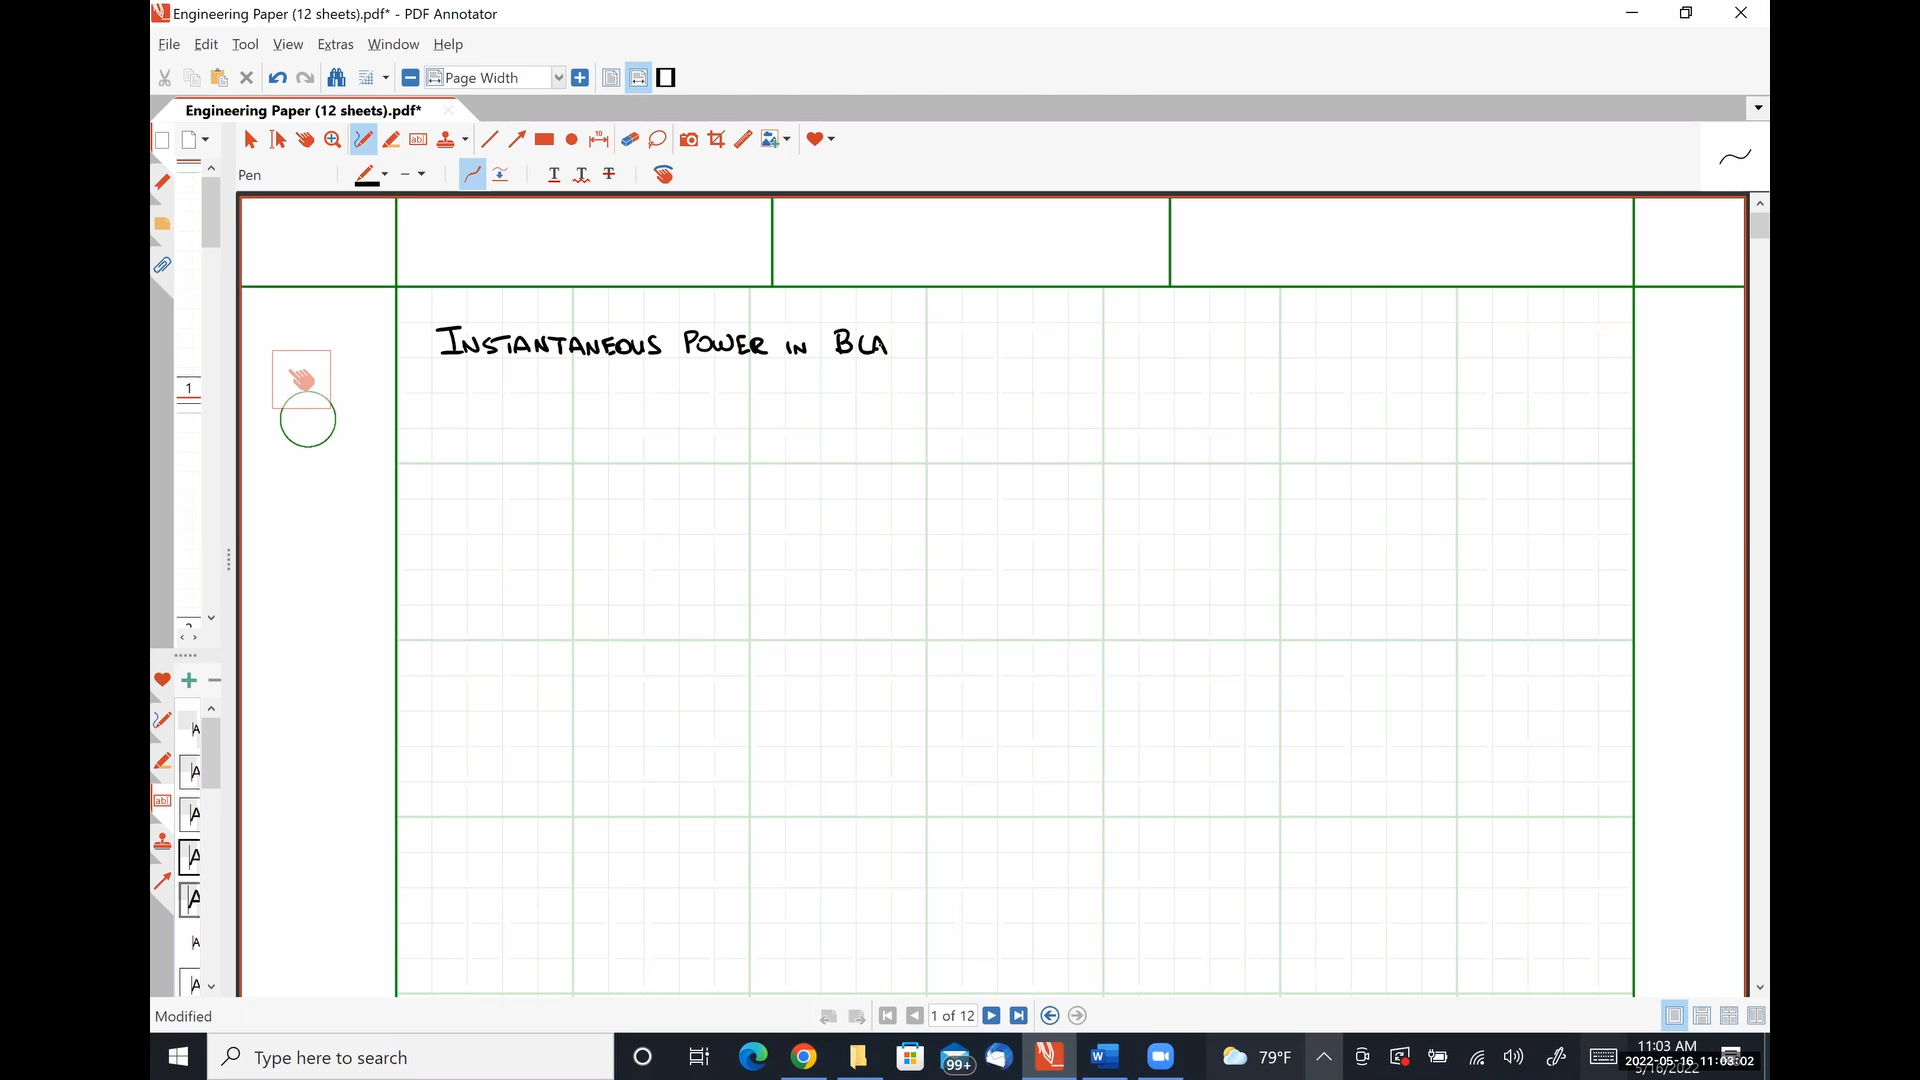 Engineering Paper (12 sheets).pdf* - PDF Annotator
File Edit Tool View Extras Window Help
Page Width
Engineering Paper (12 sheets).pdf*
Pen
INSTANTANEOUS POWER IN BCA
1
Modified
1 of 12
Type here to search
99+
79°F
11:03 AM
2022-05-16 11:03:02